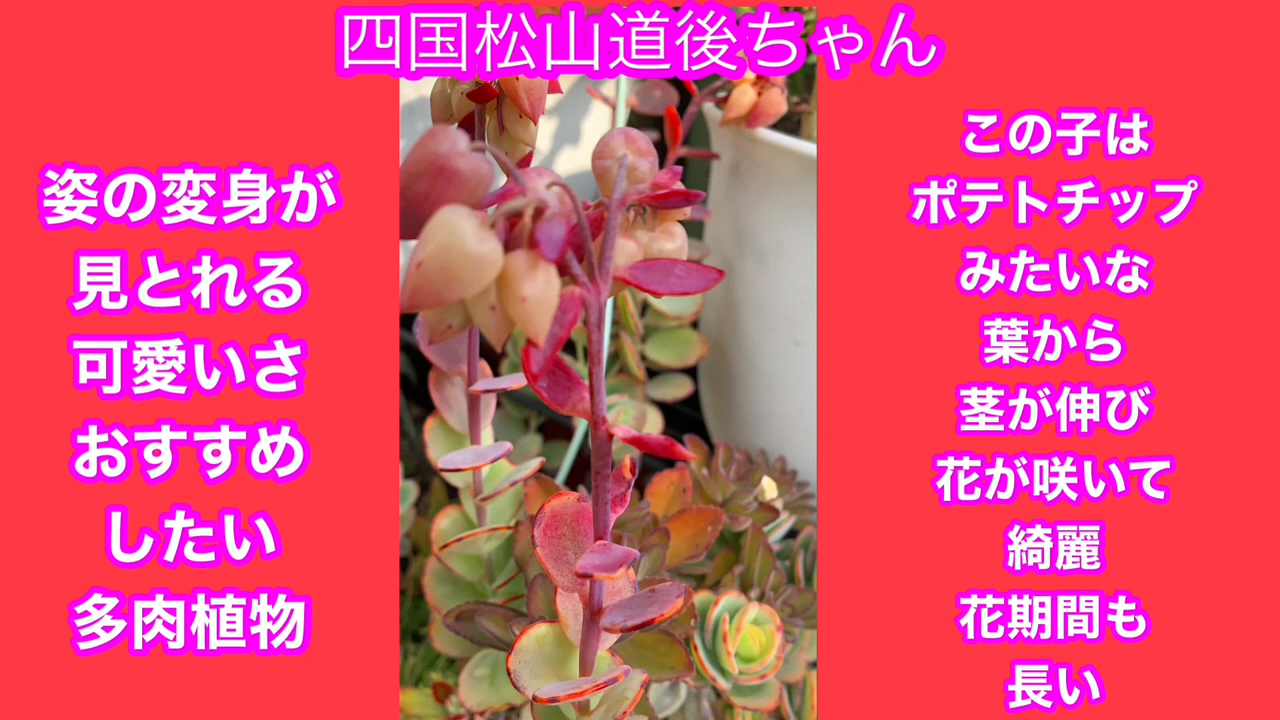 四国松山道後ちゃん
姿の変身が
見とれる
可愛いさ
おすすめ
したい
多肉植物
この子は
ポテトチップ
みたいな
葉から
茎が伸び
花が咲いて
綺麗
花期間も
長い